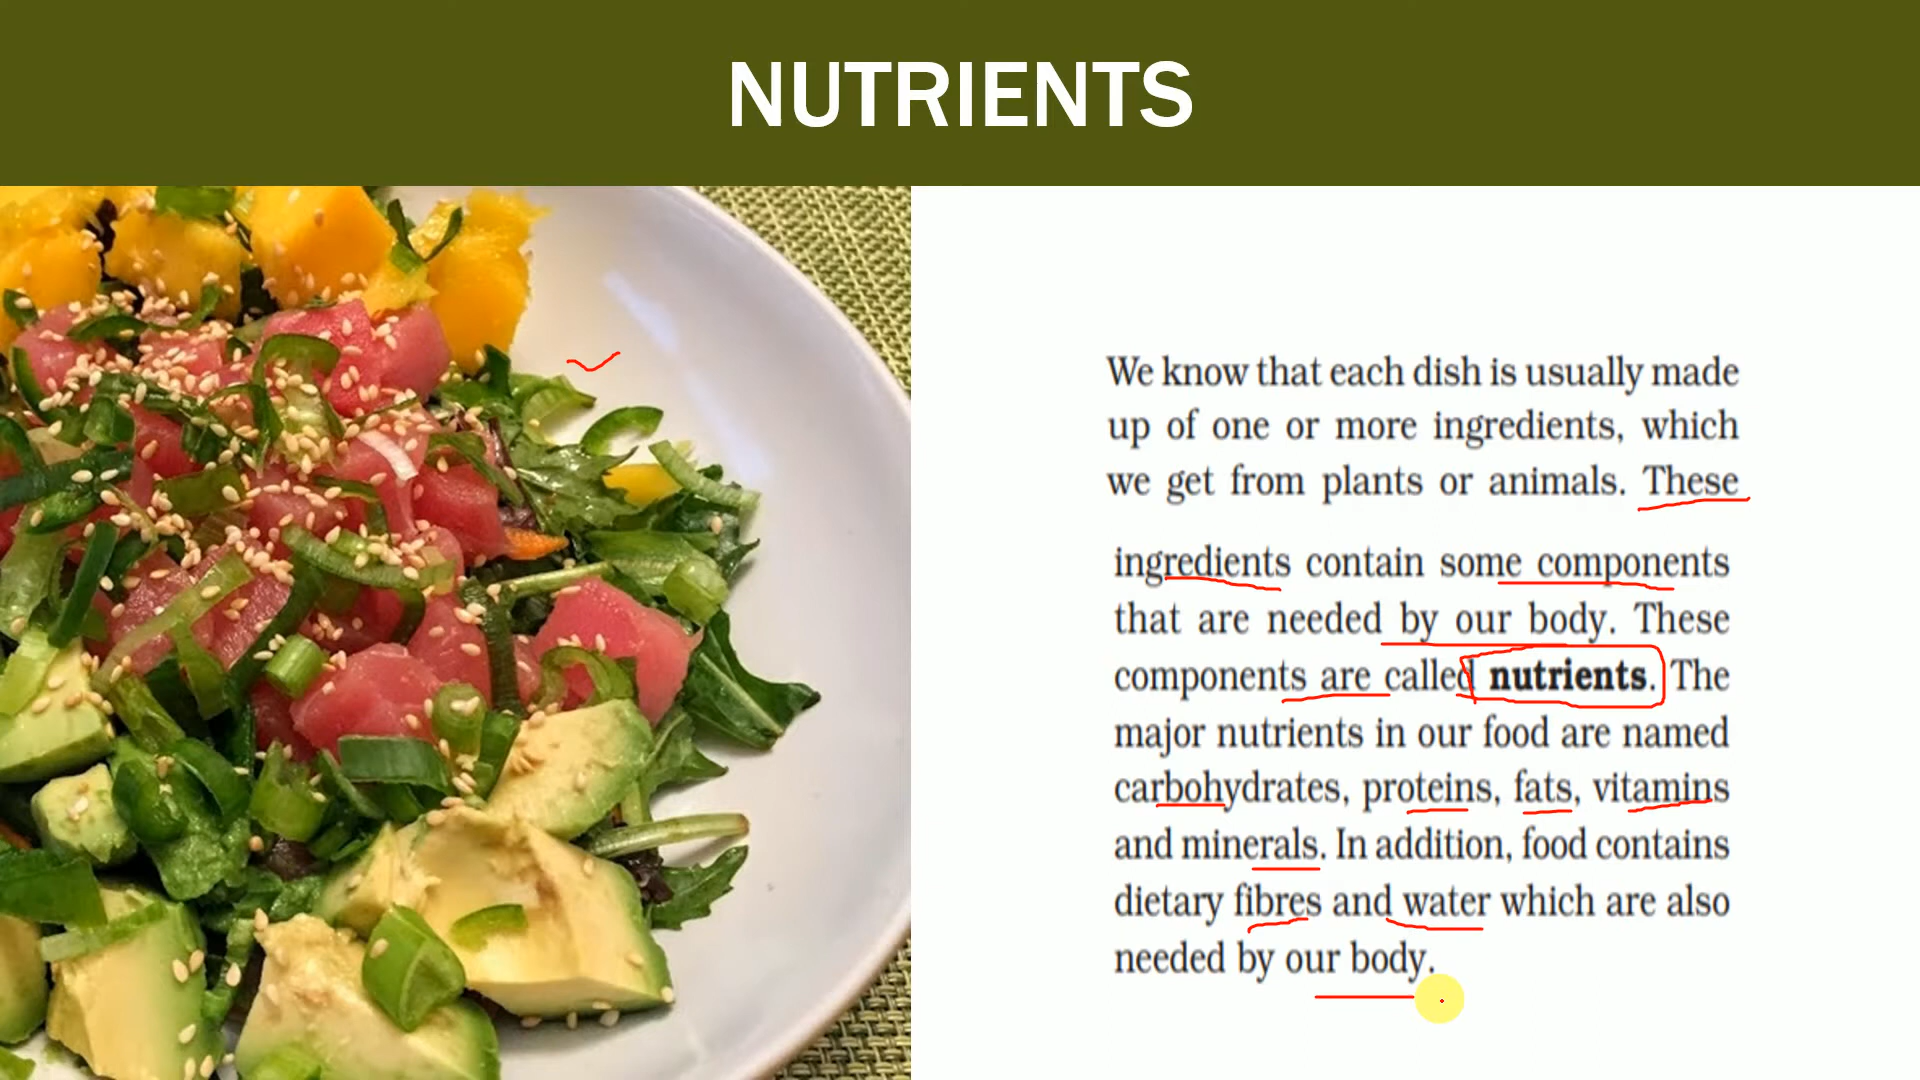 NUTRIENTS
We know that each dish is usually made
up of one or more ingredients, which
we get from plants or animals. These
ingredients contain some components
that are needed by our body. These
components are called nutrients. The
major nutrients in our food are named
carbohydrates, proteins, fats, vitamins
and minerals. In addition, food contains
dietary fibres and water which are also
needed by our body.